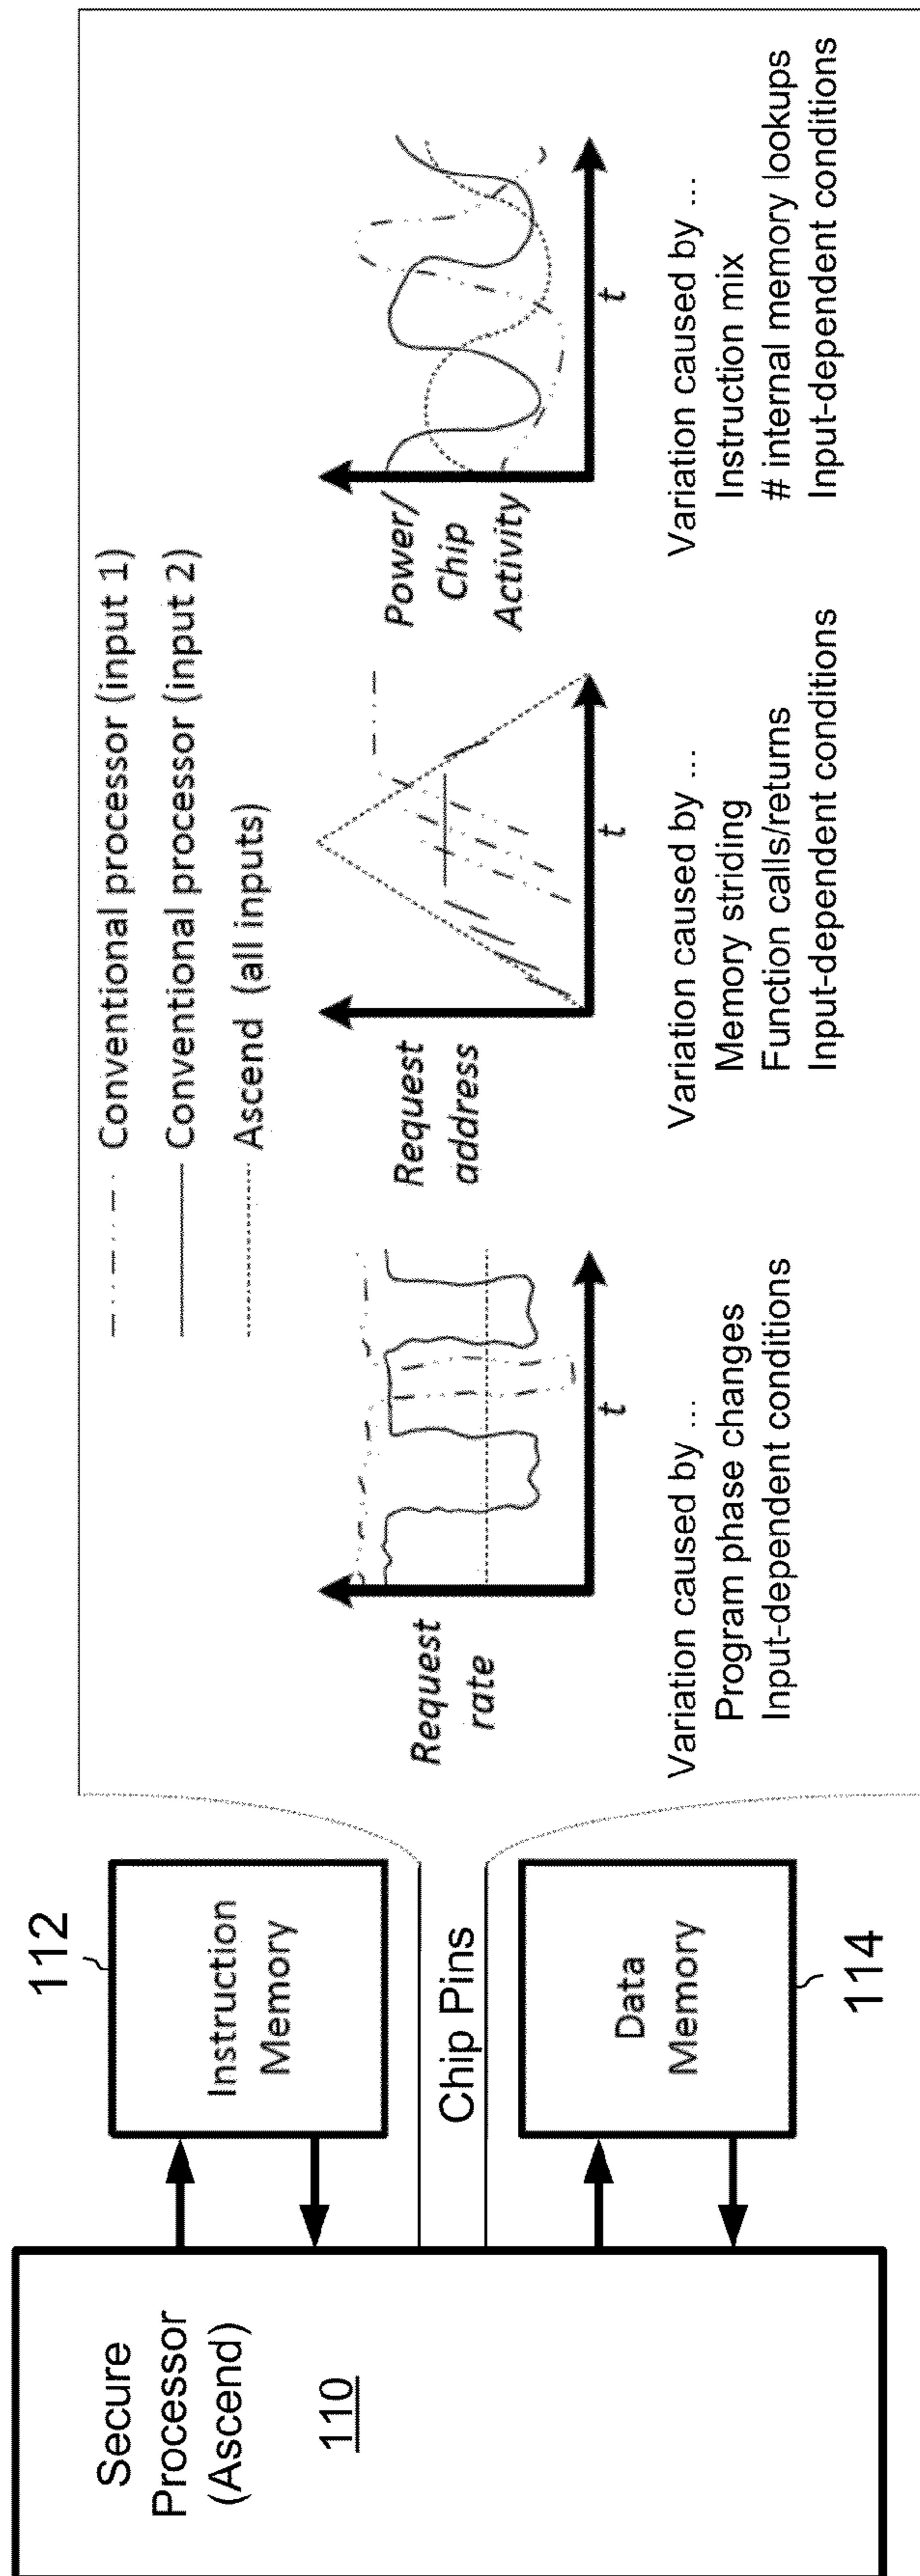 Secure
Processor
(Ascend)
110
112
Instruction
Memory
Chip Pins
Data
Memory
114
Conventional processor (input 1)
Conventional processor (input 2)
Ascend (all inputs)
Request
rate
t
Variation caused by ...
Program phase changes
Input-dependent conditions
Request
address
t
Variation caused by ...
Memory striding
Function calls/returns
Input-dependent conditions
Power/
Chip
Activity
t
Variation caused by ...
Instruction mix
# internal memory lookups
Input-dependent conditions